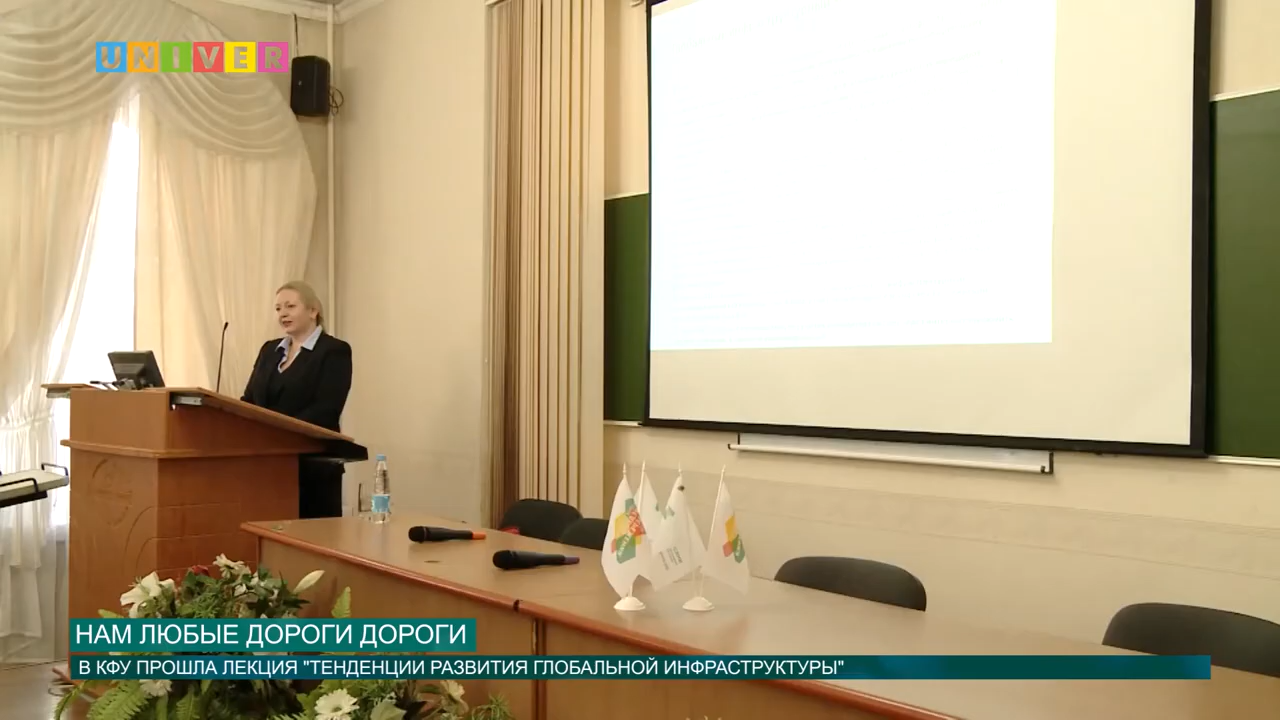 UNIVER
НАМ ЛЮБЫЕ ДОРОГИ ДОРОГИ
В КФУ ПРОШЛА ЛЕКЦИЯ "ТЕНДЕНЦИИ РАЗВИТИЯ ГЛОБАЛЬНОЙ ИНФРАСТРУКТУРЫ"